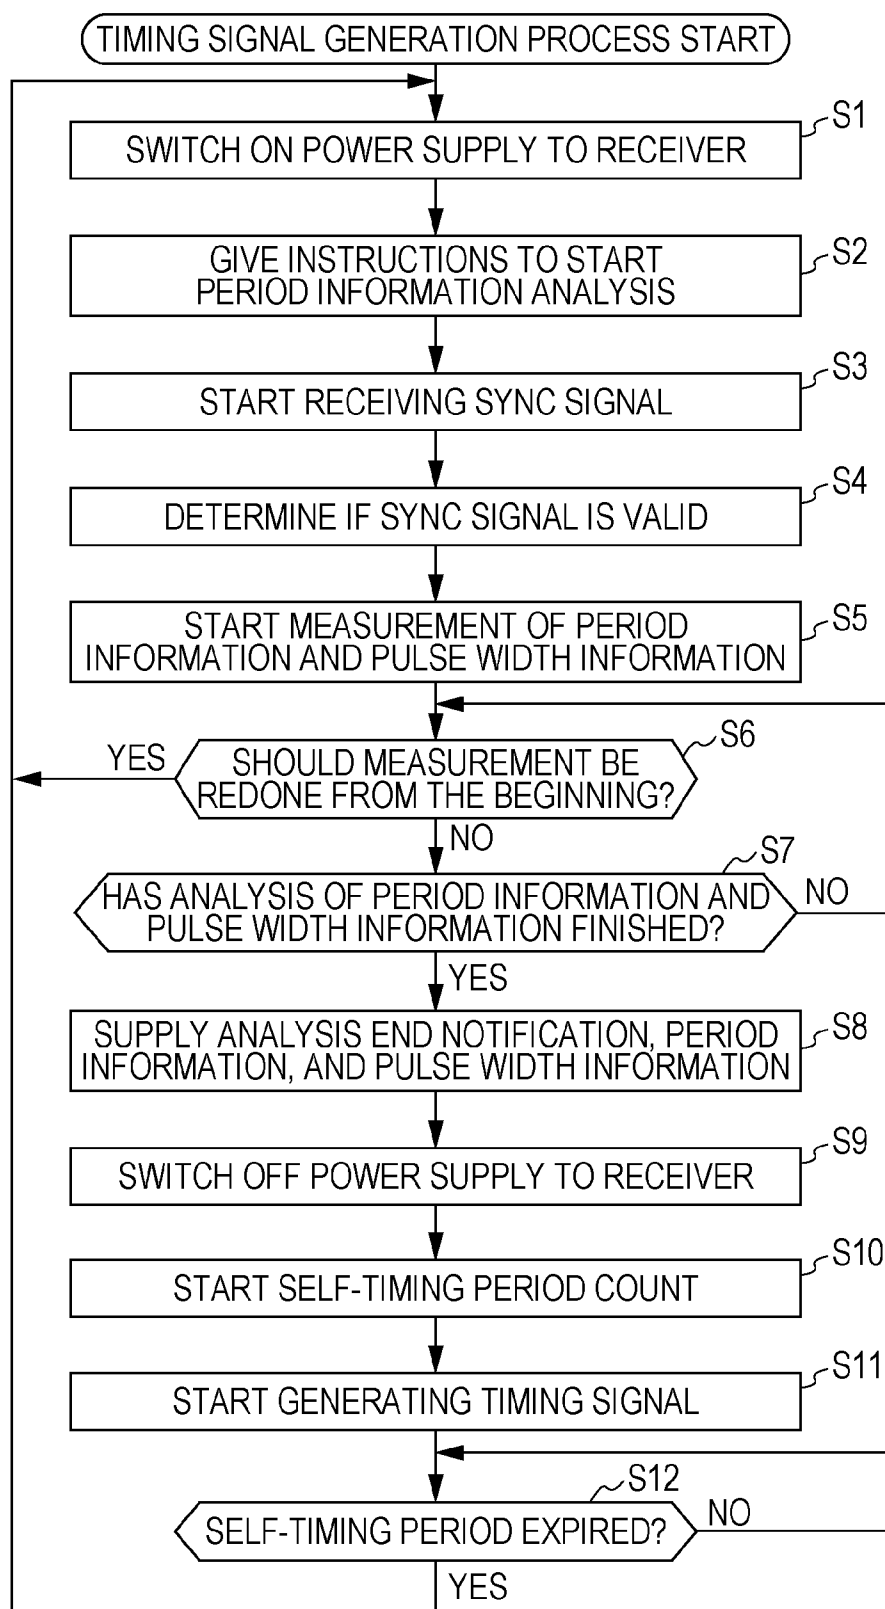 TIMING SIGNAL GENERATION PROCESS START
S1
SWITCH ON POWER SUPPLY TO RECEIVER
S2
GIVE INSTRUCTIONS TO START
PERIOD INFORMATION ANALYSIS
S3
START RECEIVING SYNC SIGNAL
S4
DETERMINE IF SYNC SIGNAL IS VALID
S5
START MEASUREMENT OF PERIOD
INFORMATION AND PULSE WIDTH INFORMATION
S6
YES
SHOULD MEASUREMENT BE
REDONE FROM THE BEGINNING?
NO
S7
HAS ANALYSIS OF PERIOD INFORMATION AND
PULSE WIDTH INFORMATION FINISHED?
NO
YES
S8
SUPPLY ANALYSIS END NOTIFICATION, PERIOD
INFORMATION, AND PULSE WIDTH INFORMATION
S9
SWITCH OFF POWER SUPPLY TO RECEIVER
S10
START SELF-TIMING PERIOD COUNT
S11
START GENERATING TIMING SIGNAL
S12
SELF-TIMING PERIOD EXPIRED?
NO
YES